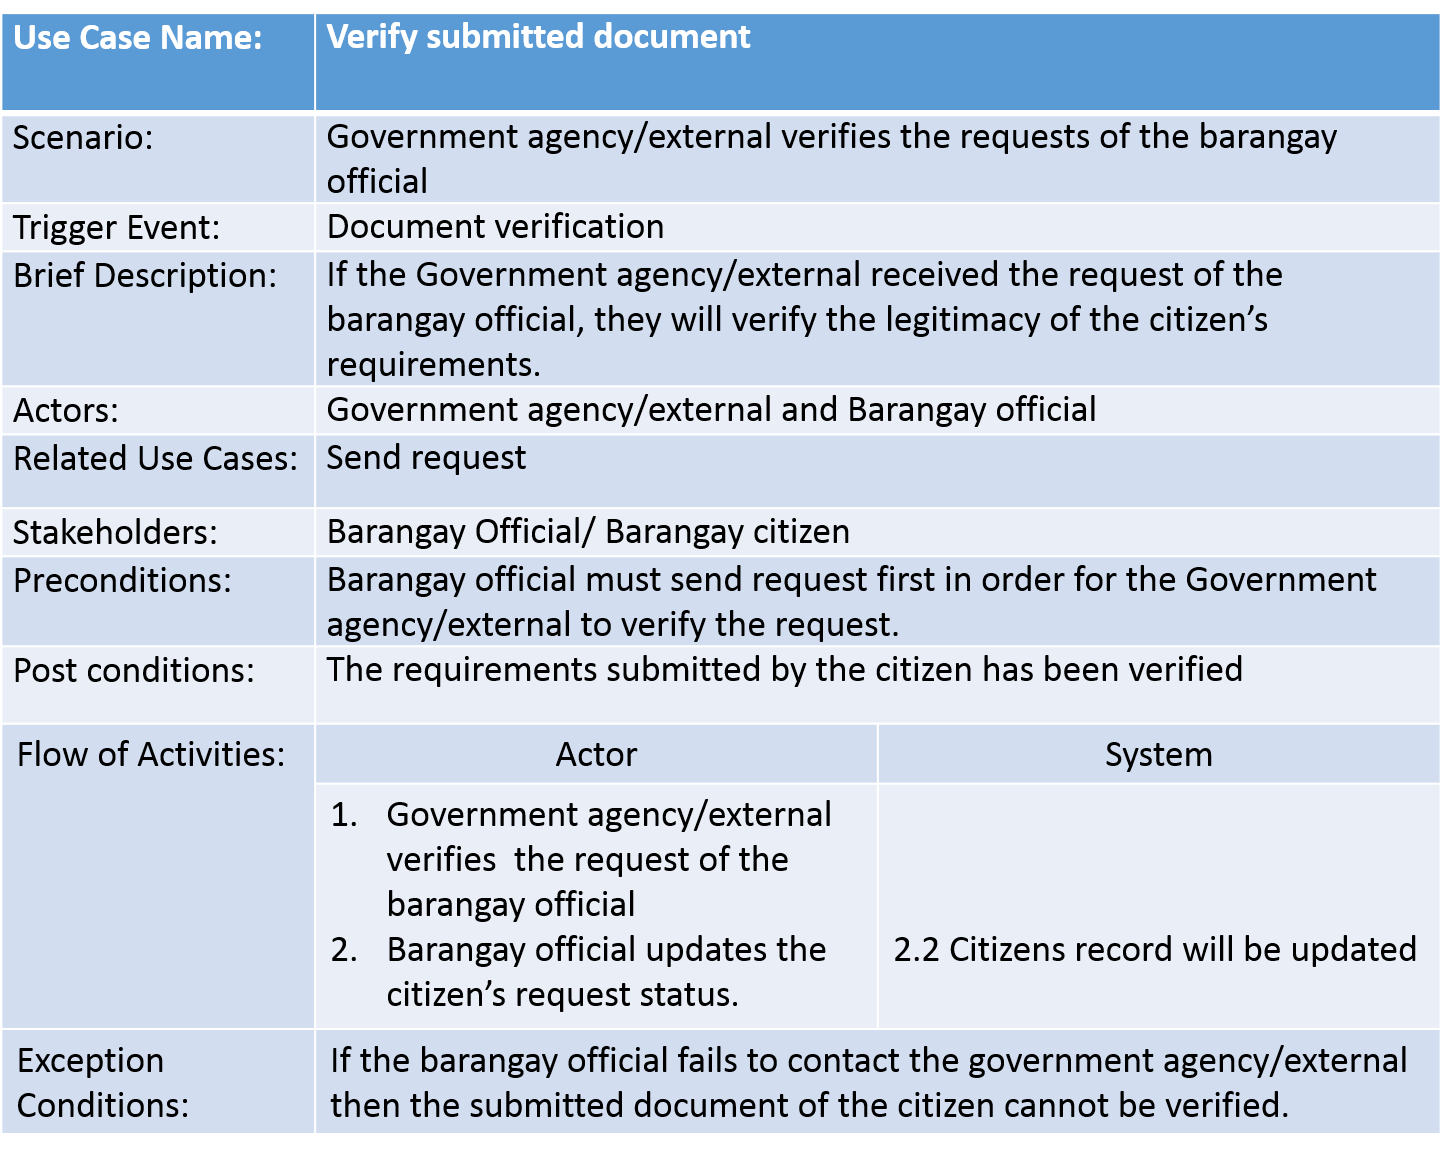 Use Case Name:
Verify submitted document
Scenario:
Government agency/external verifies the requests of the barangay
official
Trigger Event:
Document verification
Brief Description:
If the Government agency/external received the request of the
barangay official, they will verify the legitimacy of the citizen’s
requirements.
Actors:
Government agency/external and Barangay official
Related Use Cases:
Send request
Stakeholders:
Barangay Official/ Barangay citizen
Preconditions:
Barangay official must send request first in order for the Government
agency/external to verify the request.
Post conditions:
The requirements submitted by the citizen has been verified
Flow of Activities:
Actor
System
1. Government agency/external
verifies  the request of the
barangay official
2. Barangay official updates the
citizen’s request status.
2.2 Citizens record will be updated
Exception
Conditions:
If the barangay official fails to contact the government agency/external
then the submitted document of the citizen cannot be verified.